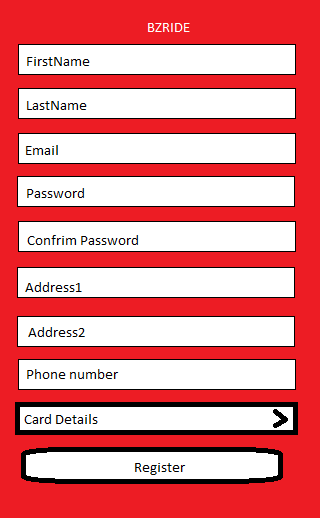 BZRIDE
FirstName
LastName
Email
Password
Confrim Password
Address1
Address2
Phone number
Card Details
Register